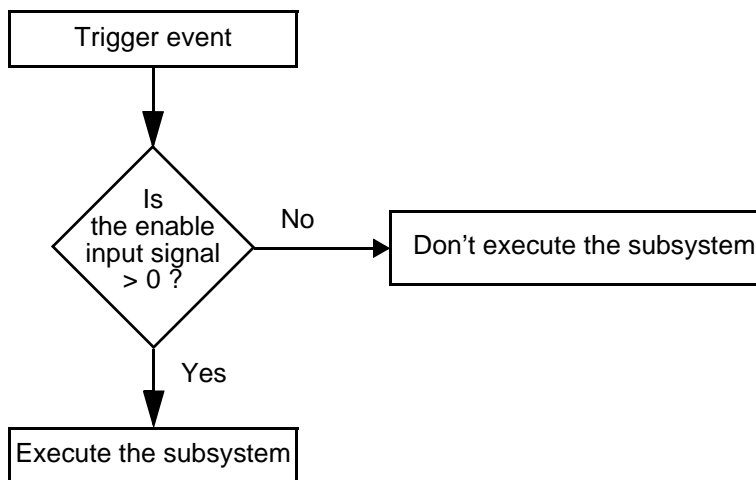 Trigger event
Is
the enable
input signal
> 0 ?
No
Don’t execute the subsystem
Yes
Execute the subsystem